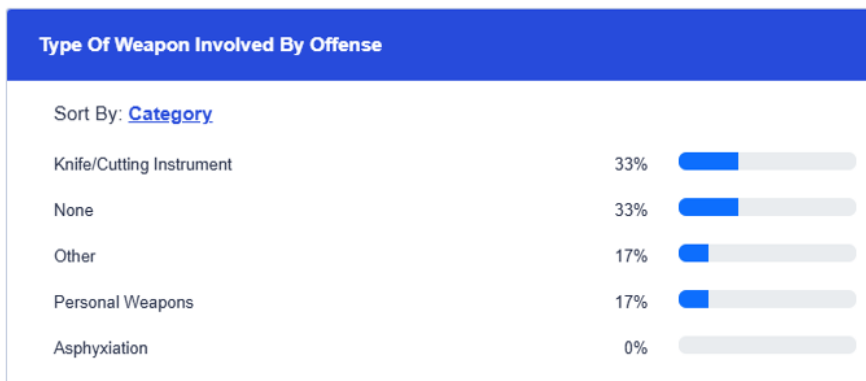 Type Of Weapon Involved By Offense
Sort By: Category
Knife/Cutting Instrument 33%
None 33%
Other 17%
Personal Weapons 17%
Asphyxiation 0%